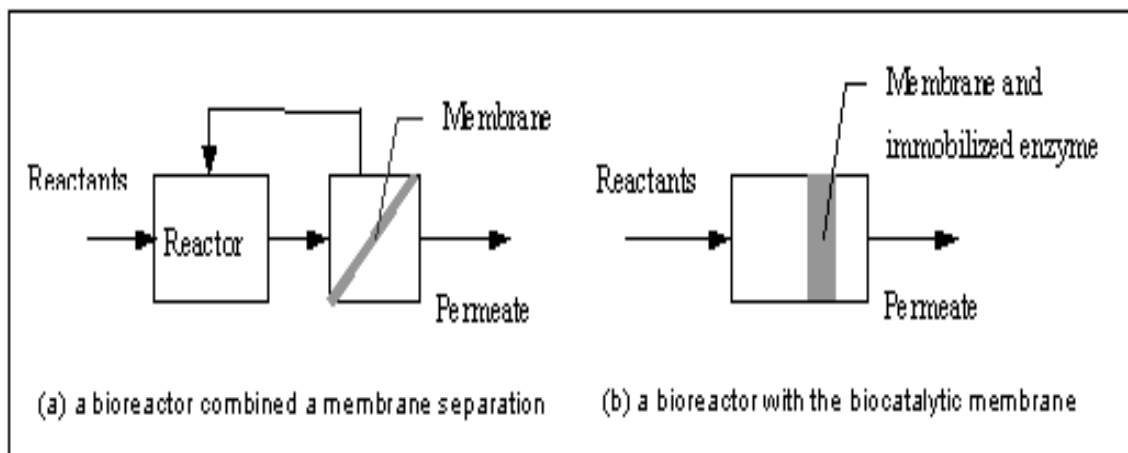 Reactants
Reactor
Membrane
Permeate
(a) a bioreactor combined a membrane separation
Membrane and
immobilized enzyme
Reactants
Permeate
(b) a bioreactor with the biocatalytic membrane